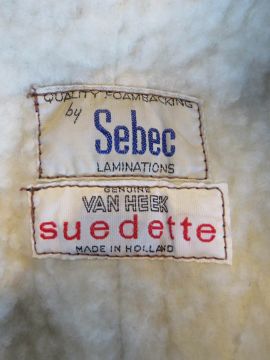 QUALITY FOAMBACKING
by
Sebec
LAMINATIONS
GENUINE
VAN HEEK
suedette
MADE IN HOLLAND